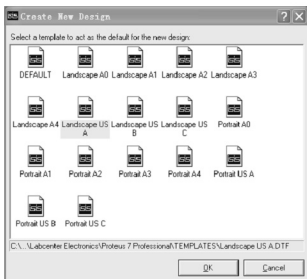 Create New Design
Select a template to act as the default for the new design:
DEFAULT Landscape A0 Landscape A1 Landscape A2 Landscape A3
Landscape A4 Landscape US A Landscape US B Landscape US C Portrait A0
Portrait A1 Portrait A2 Portrait A3 Portrait A4 Portrait US A
Portrait US B Portrait US C
C:\...\Labcenter Electronics\Proteus 7 Professional\TEMPLATES\Landscape US A.DTF
OK Cancel